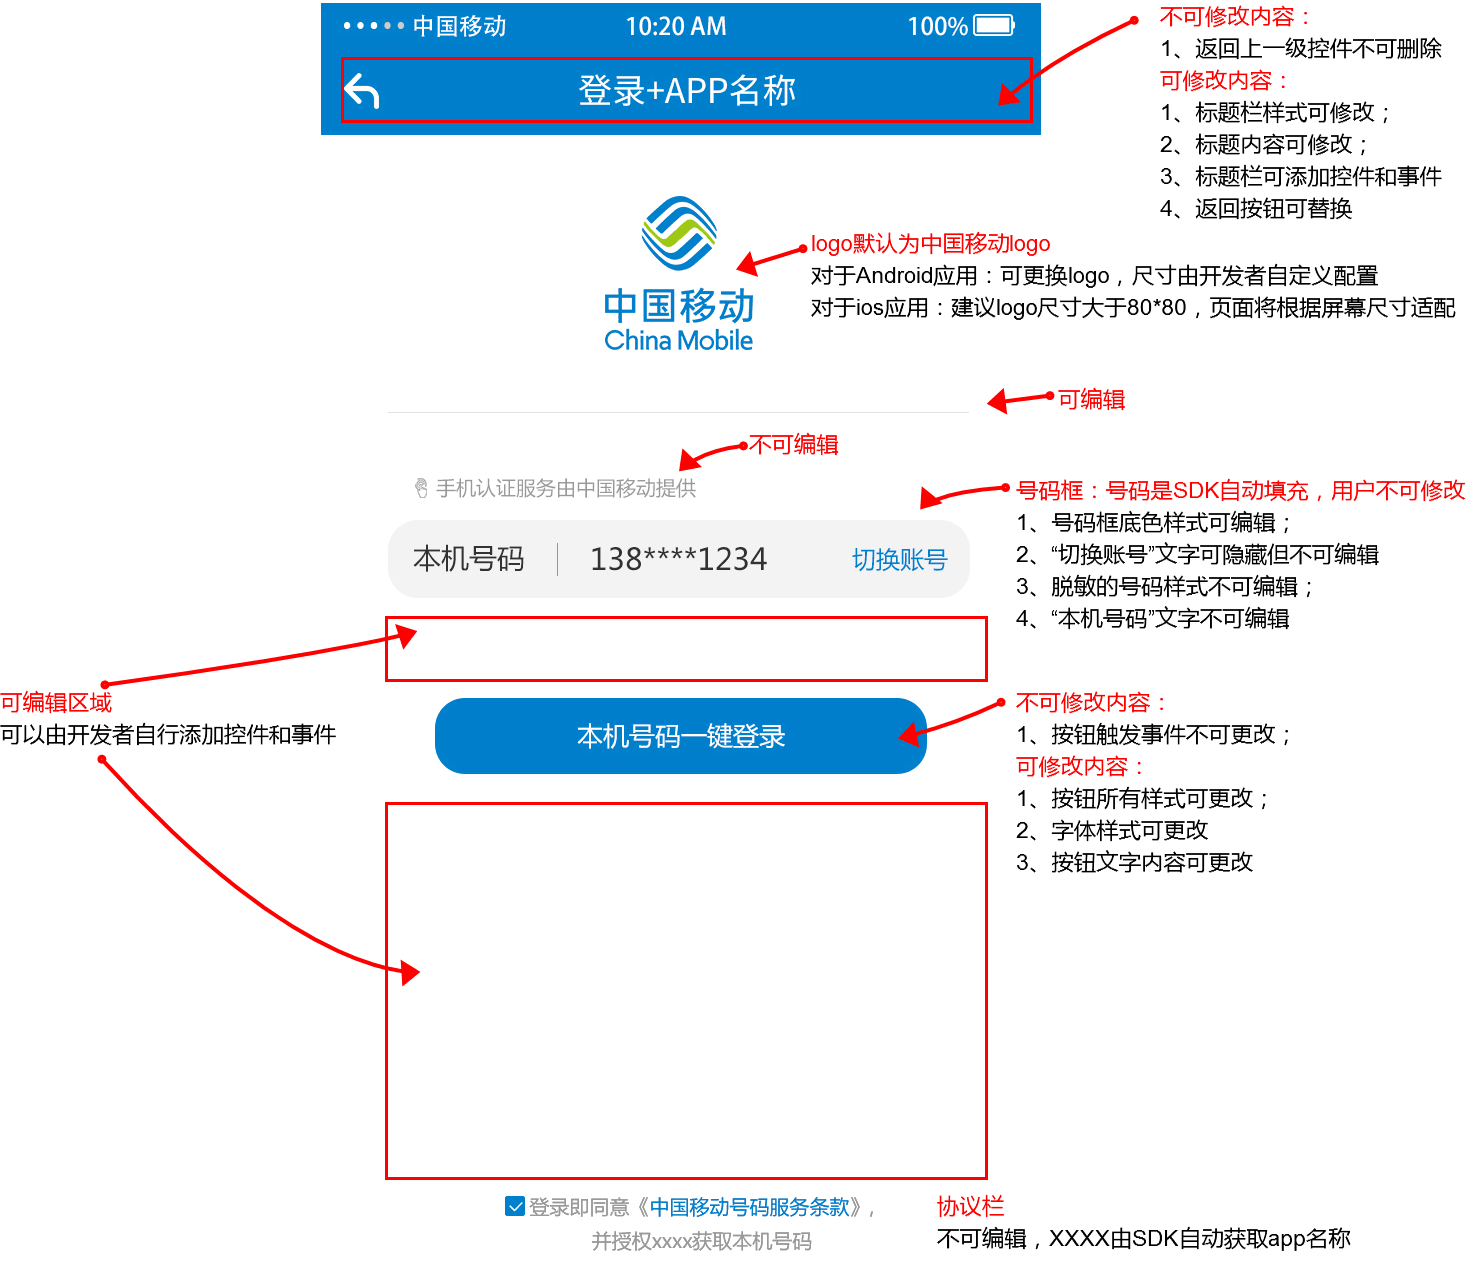 中国移动 10:20 AM 100%
登录+APP名称
不可修改内容：
1、返回上一级控件不可删除
可修改内容：
1、标题栏样式可修改；
2、标题内容可修改；
3、标题栏可添加控件和事件
4、返回按钮可替换
中国移动
China Mobile
logo默认为中国移动logo
对于Android应用：可更换logo，尺寸由开发者自定义配置
对于ios应用：建议logo尺寸大于80*80，页面将根据屏幕尺寸适配
可编辑
不可编辑
手机认证服务由中国移动提供
本机号码 138****1234 切换账号
号码框：号码是SDK自动填充，用户不可修改
1、号码框底色样式可编辑；
2、“切换账号”文字可隐藏但不可编辑
3、脱敏的号码样式不可编辑；
4、“本机号码”文字不可编辑
可编辑区域
可以由开发者自行添加控件和事件
本机号码一键登录
不可修改内容：
1、按钮触发事件不可更改；
可修改内容：
1、按钮所有样式可更改；
2、字体样式可更改
3、按钮文字内容可更改
登录即同意《中国移动号码服务条款》,
并授权xxxx获取本机号码
协议栏
不可编辑，XXXX由SDK自动获取app名称